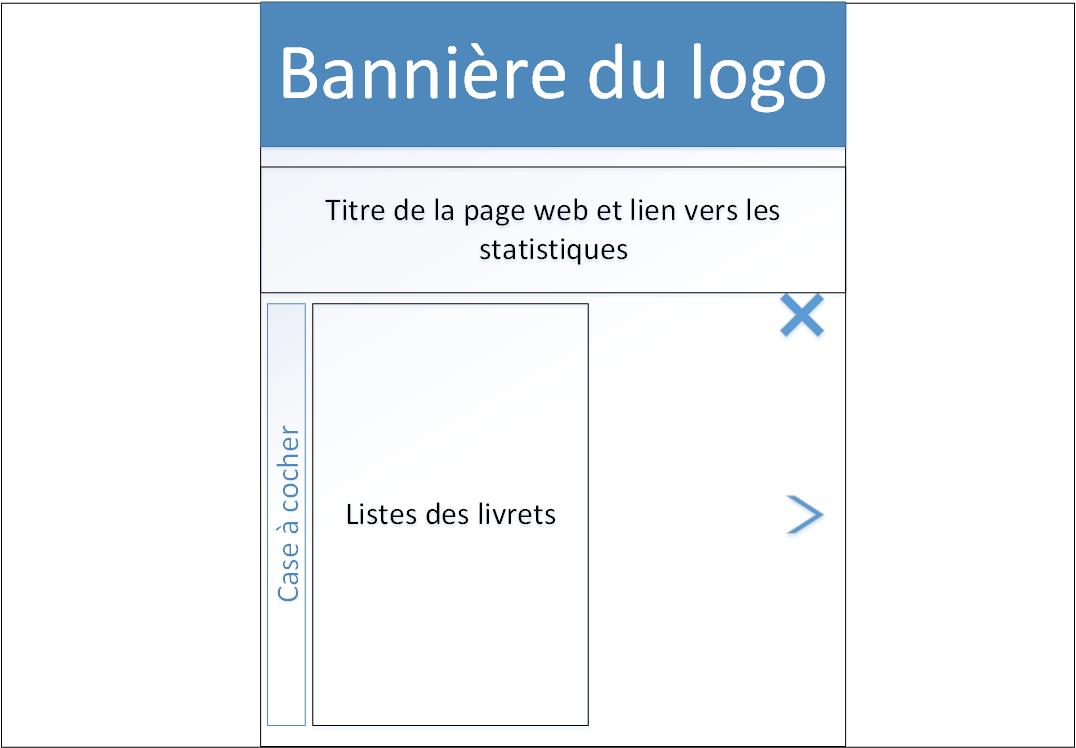 Bannière du logo
Titre de la page web et lien vers les
statistiques
Case à cocher
Listes des livrets